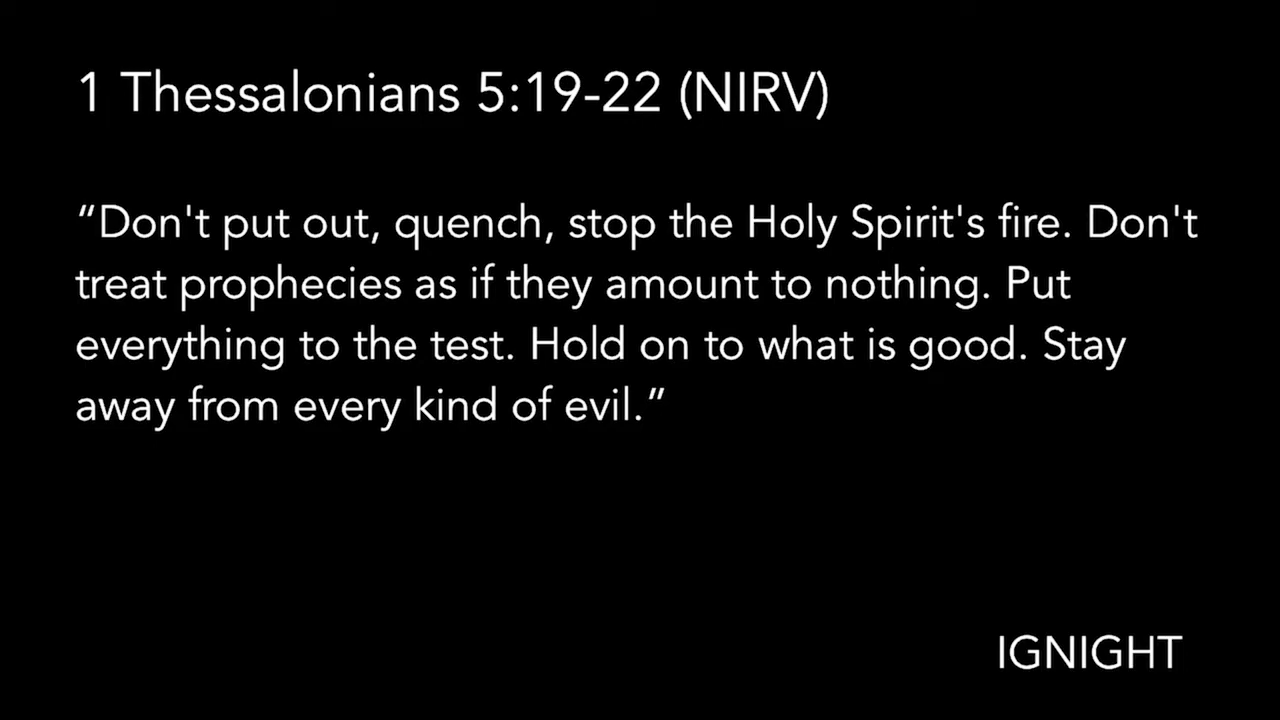 1 Thessalonians 5:19-22 (NIRV)
“Don't put out, quench, stop the Holy Spirit's fire. Don't
treat prophecies as if they amount to nothing. Put
everything to the test. Hold on to what is good. Stay
away from every kind of evil.”
IGNIGHT